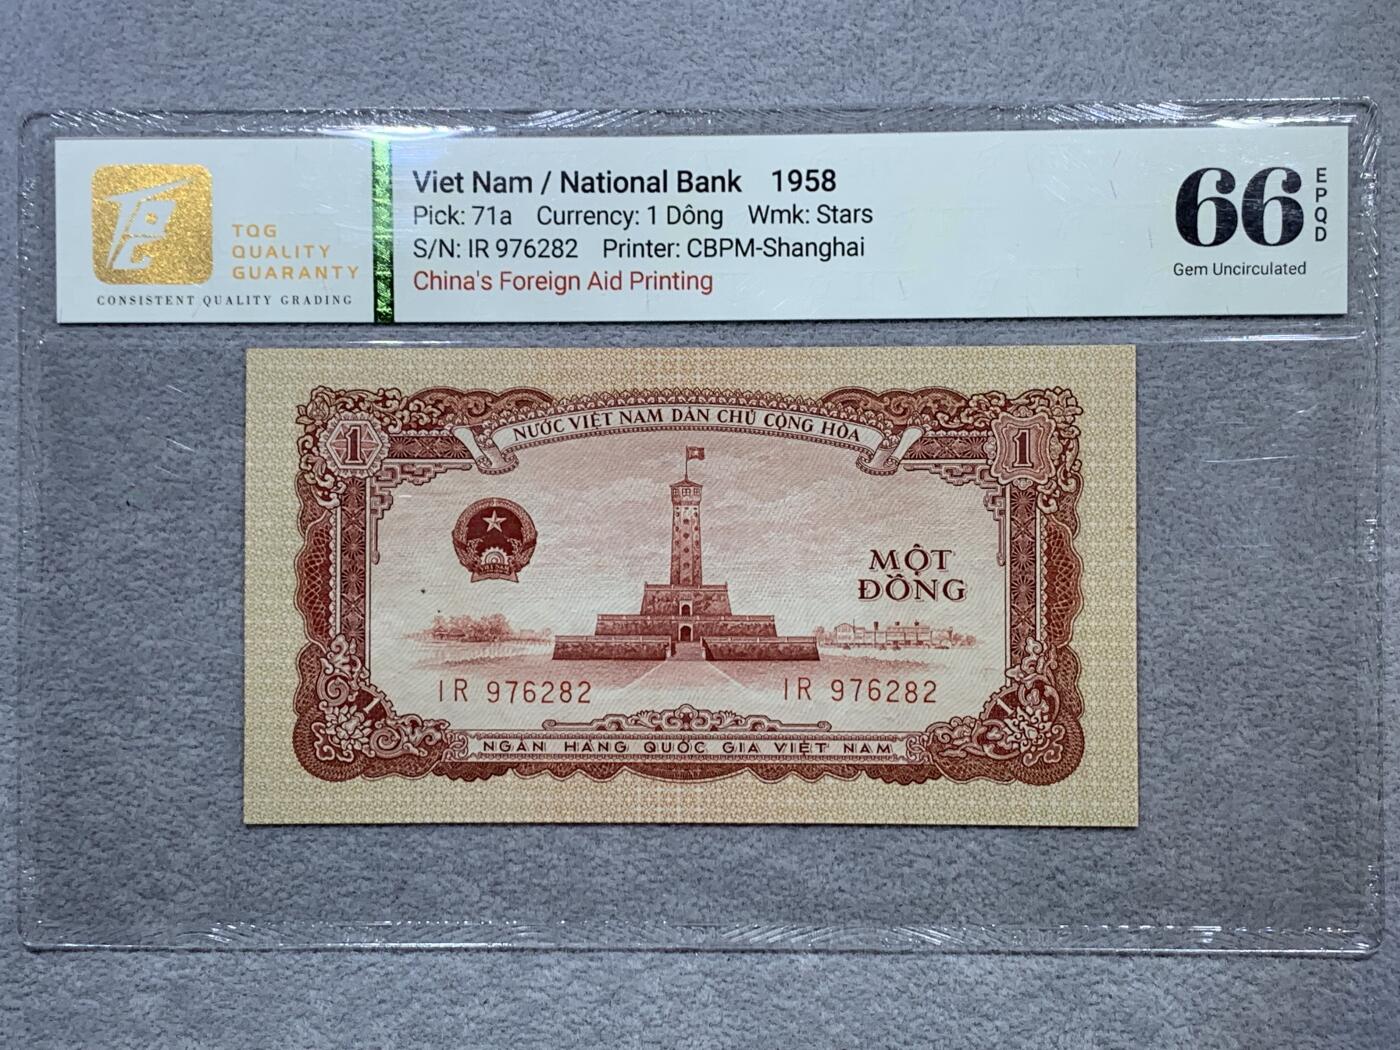 TQG
QUALITY
GUARANTY
CONSISTENT QUALITY GRADING
Viet Nam / National Bank 1958
Pick: 71a Currency: 1 Dông Wmk: Stars
S/N: IR 976282 Printer: CBPM-Shanghai
China's Foreign Aid Printing
66
EPQD
Gem Uncirculated
NƯỚC VIỆT NAM DÂN CHỦ CỘNG HÒA
1
1
VIỆT NAM
MỘT
ĐỒNG
IR 976282
IR 976282
1
1
NGÂN HÀNG QUỐC GIA VIỆT NAM